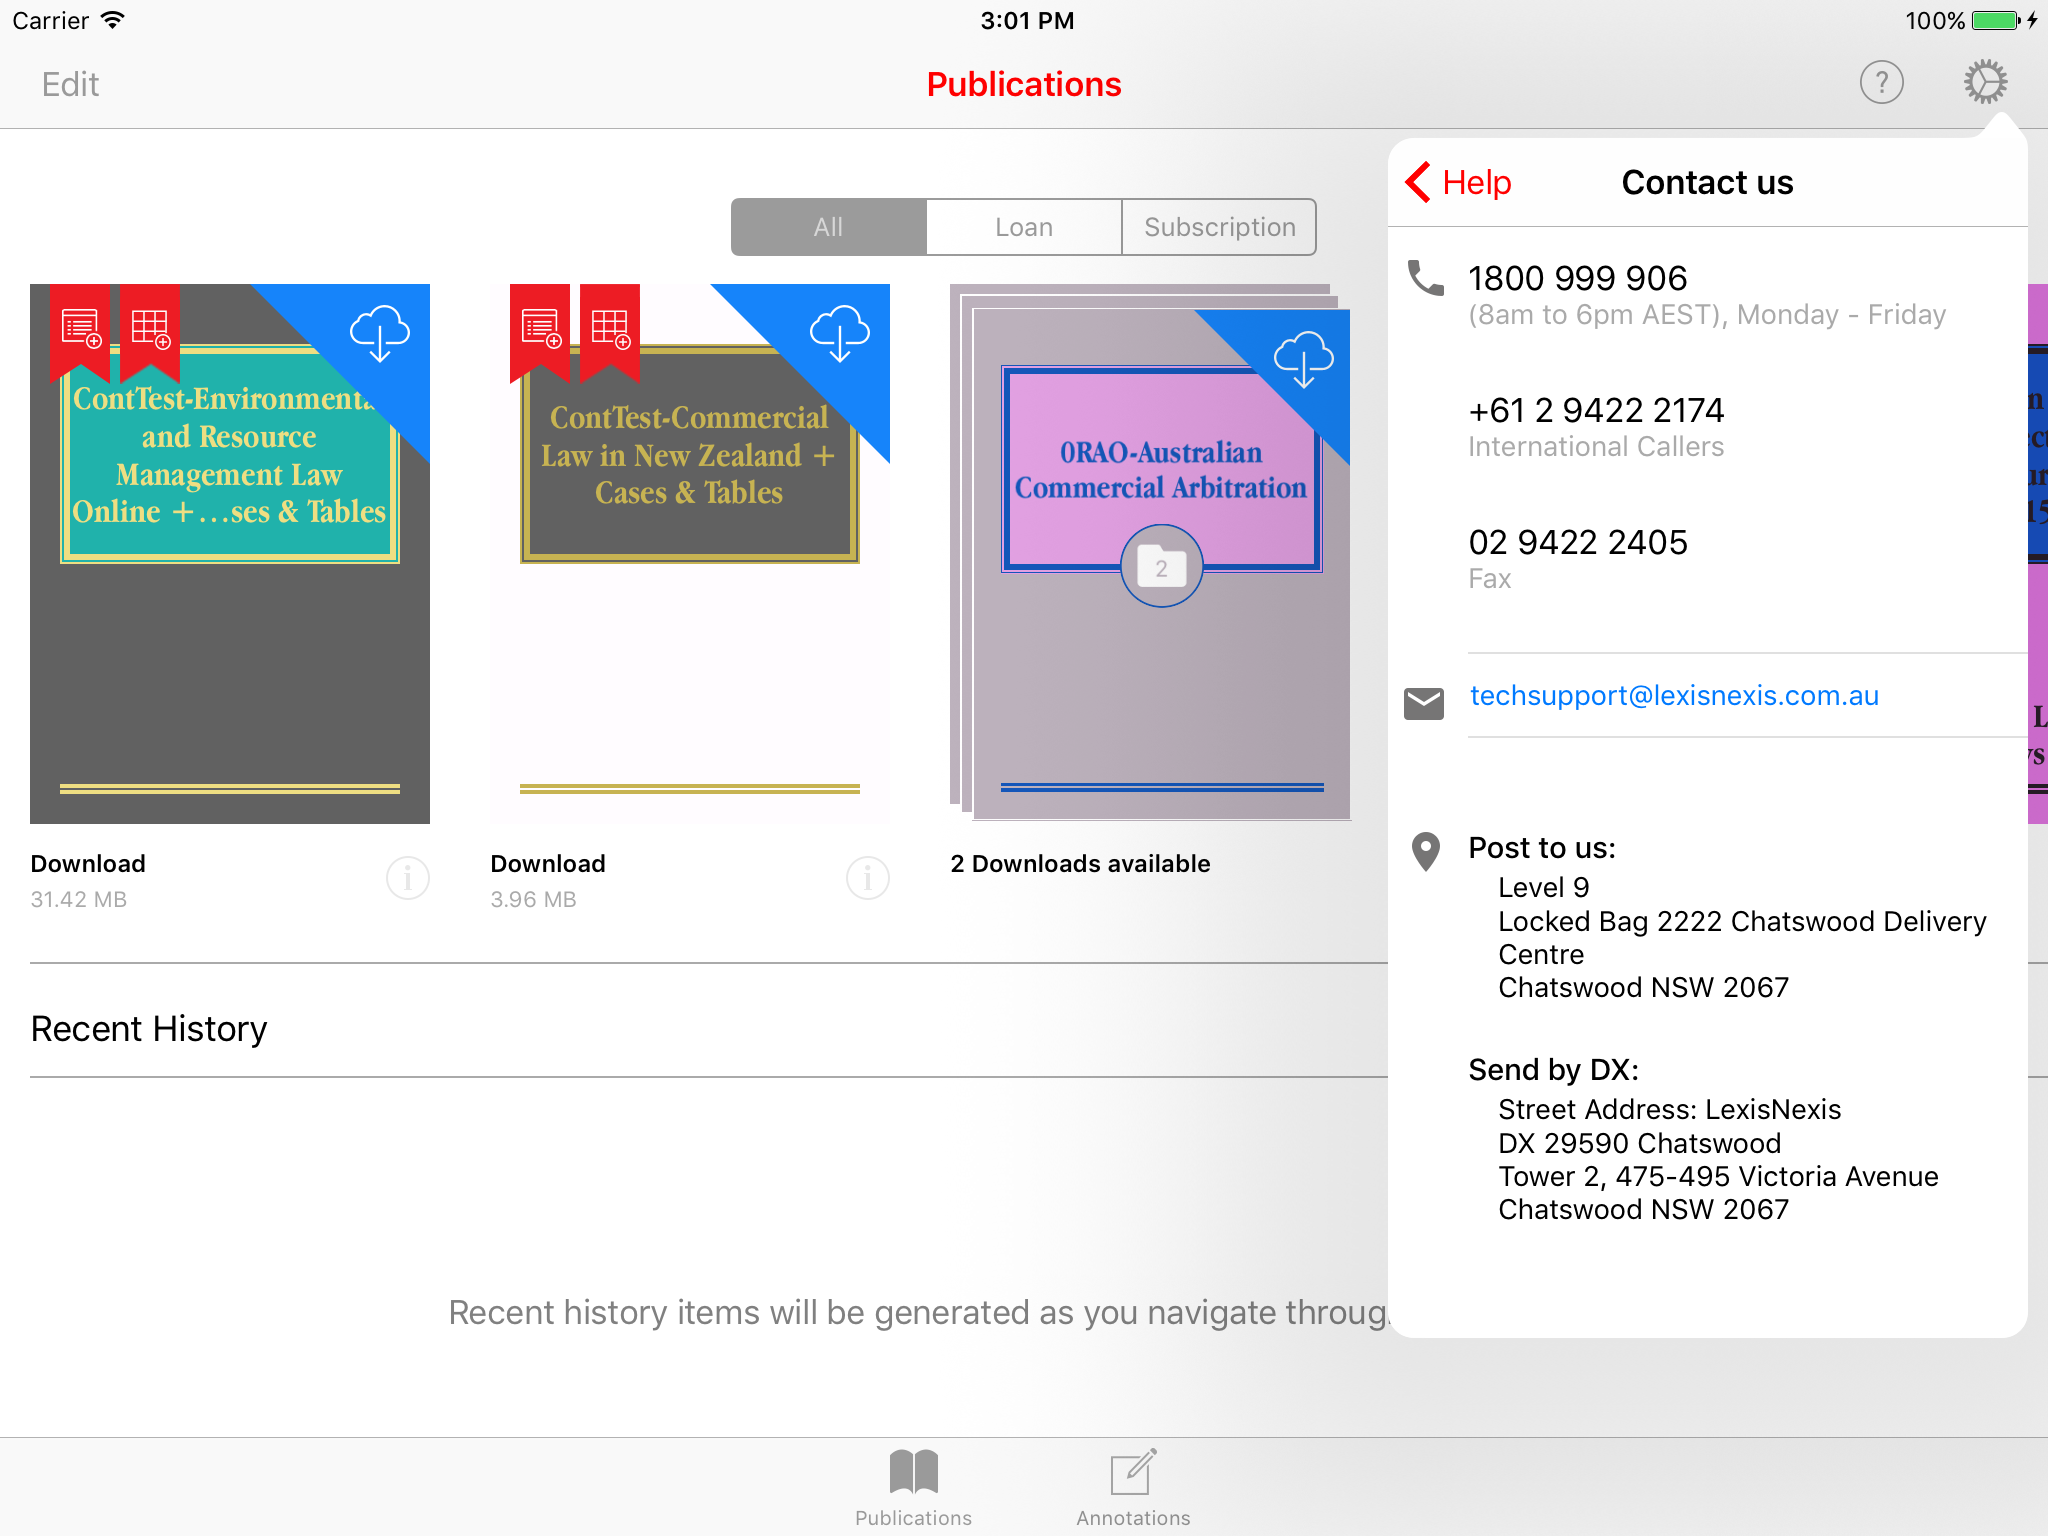 Carrier
3:01 PM
100%
Edit
Publications
?
All
Loan
Subscription
ContTest-Environmenta
and Resource
Management Law
Online +...ses & Tables
ContTest-Commercial
Law in New Zealand +
Cases & Tables
0RAO-Australian
Commercial Arbitration
2
Download
31.42 MB
i
Download
3.96 MB
i
2 Downloads available
Recent History
Recent history items will be generated as you navigate throug
Help
Contact us
1800 999 906
(8am to 6pm AEST), Monday - Friday
+61 2 9422 2174
International Callers
02 9422 2405
Fax
techsupport@lexisnexis.com.au
Post to us:
Level 9
Locked Bag 2222 Chatswood Delivery
Centre
Chatswood NSW 2067
Send by DX:
Street Address: LexisNexis
DX 29590 Chatswood
Tower 2, 475-495 Victoria Avenue
Chatswood NSW 2067
Publications
Annotations